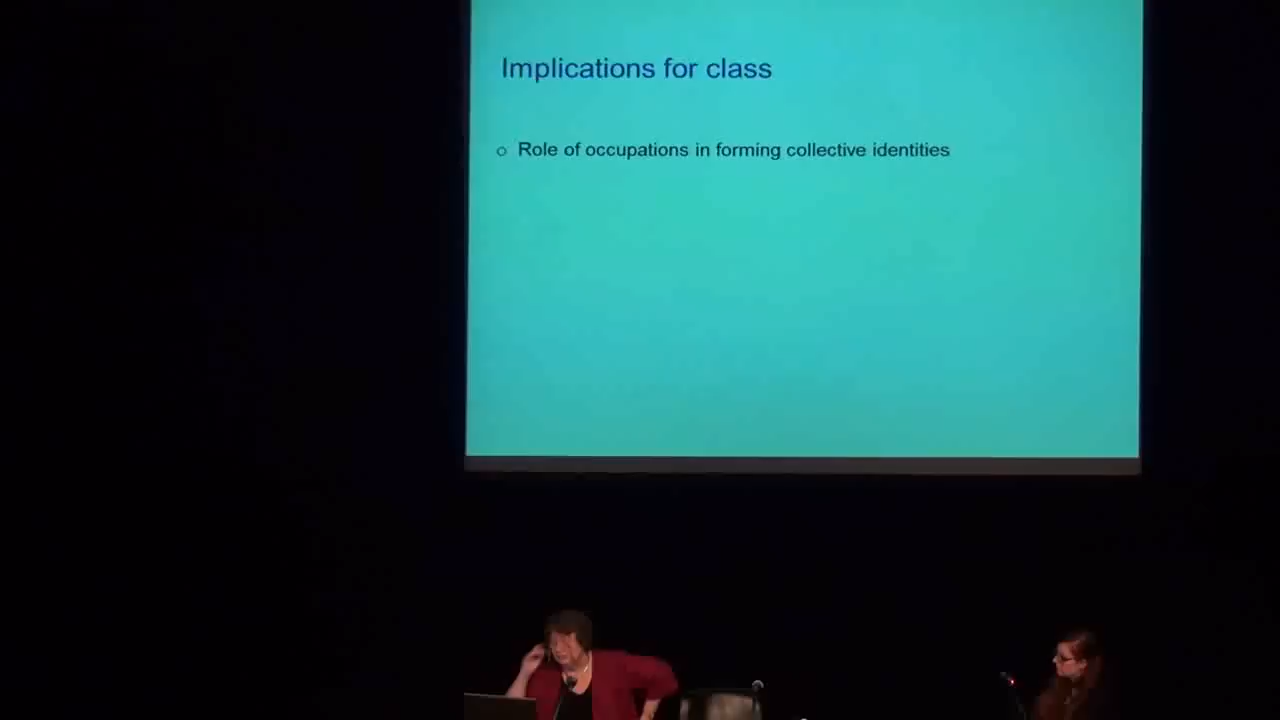 Implications for class
o Role of occupations in forming collective identities